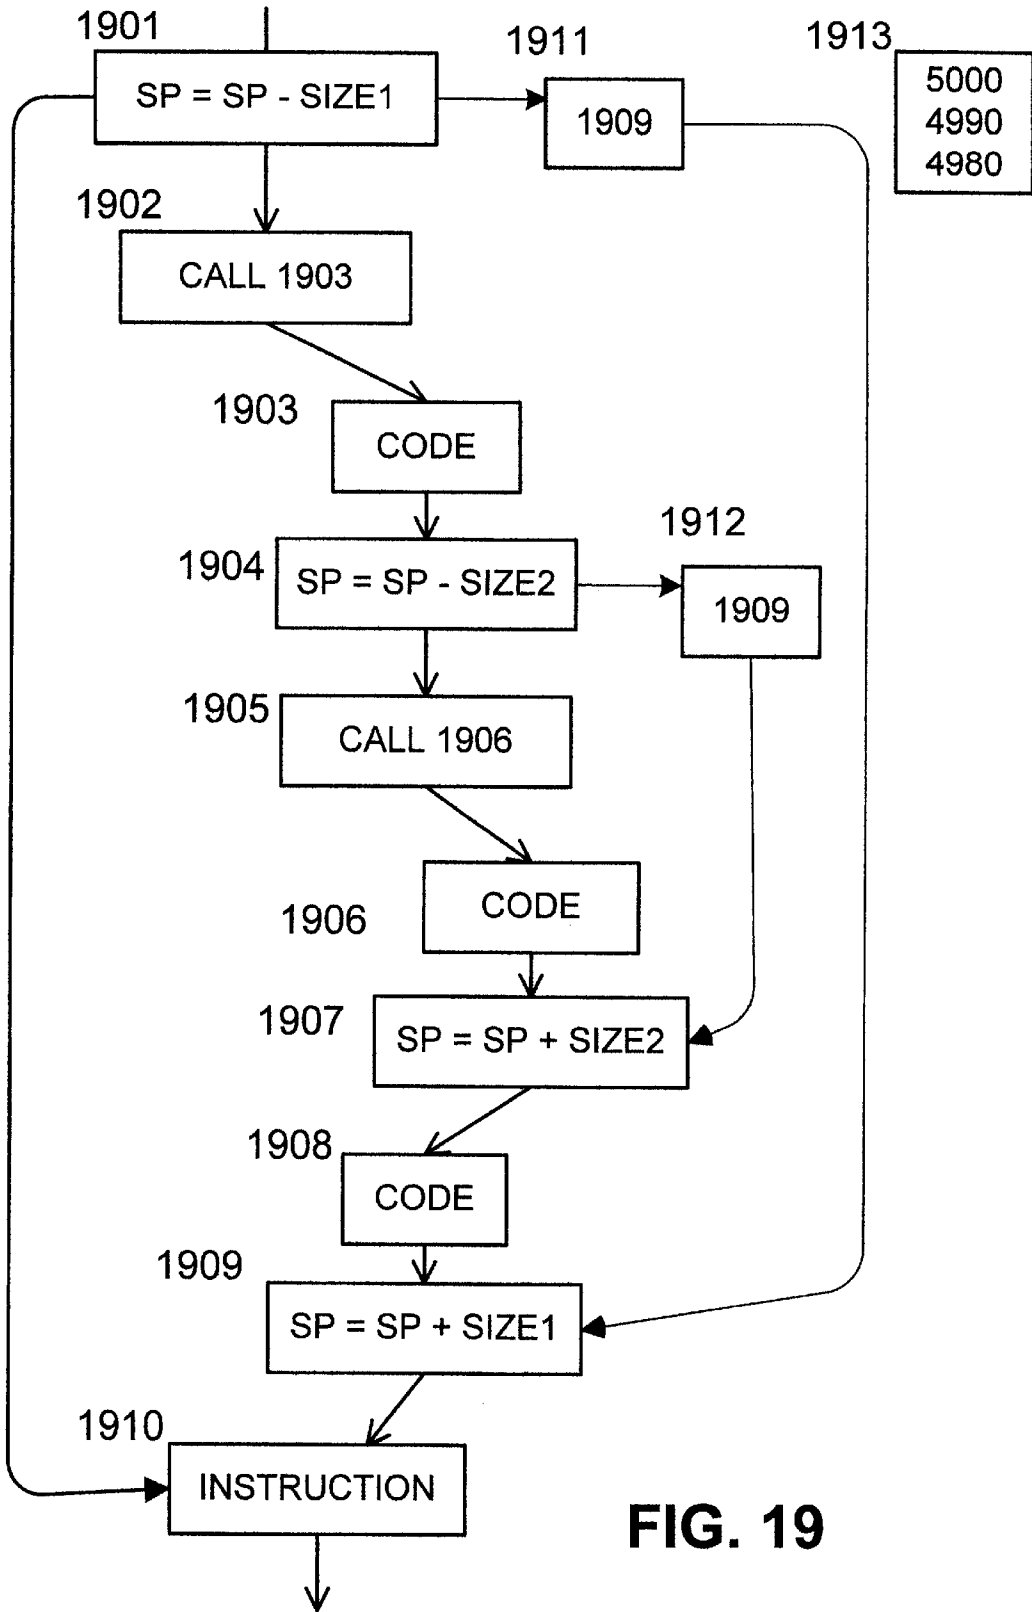 1901
1911
1913
SP = SP - SIZE1
1909
5000
4990
4980
1902
CALL 1903
1903
CODE
1912
1904
SP = SP - SIZE2
1909
1905
CALL 1906
1906
CODE
1907
SP = SP + SIZE2
1908
CODE
1909
SP = SP + SIZE1
1910
INSTRUCTION
FIG. 19